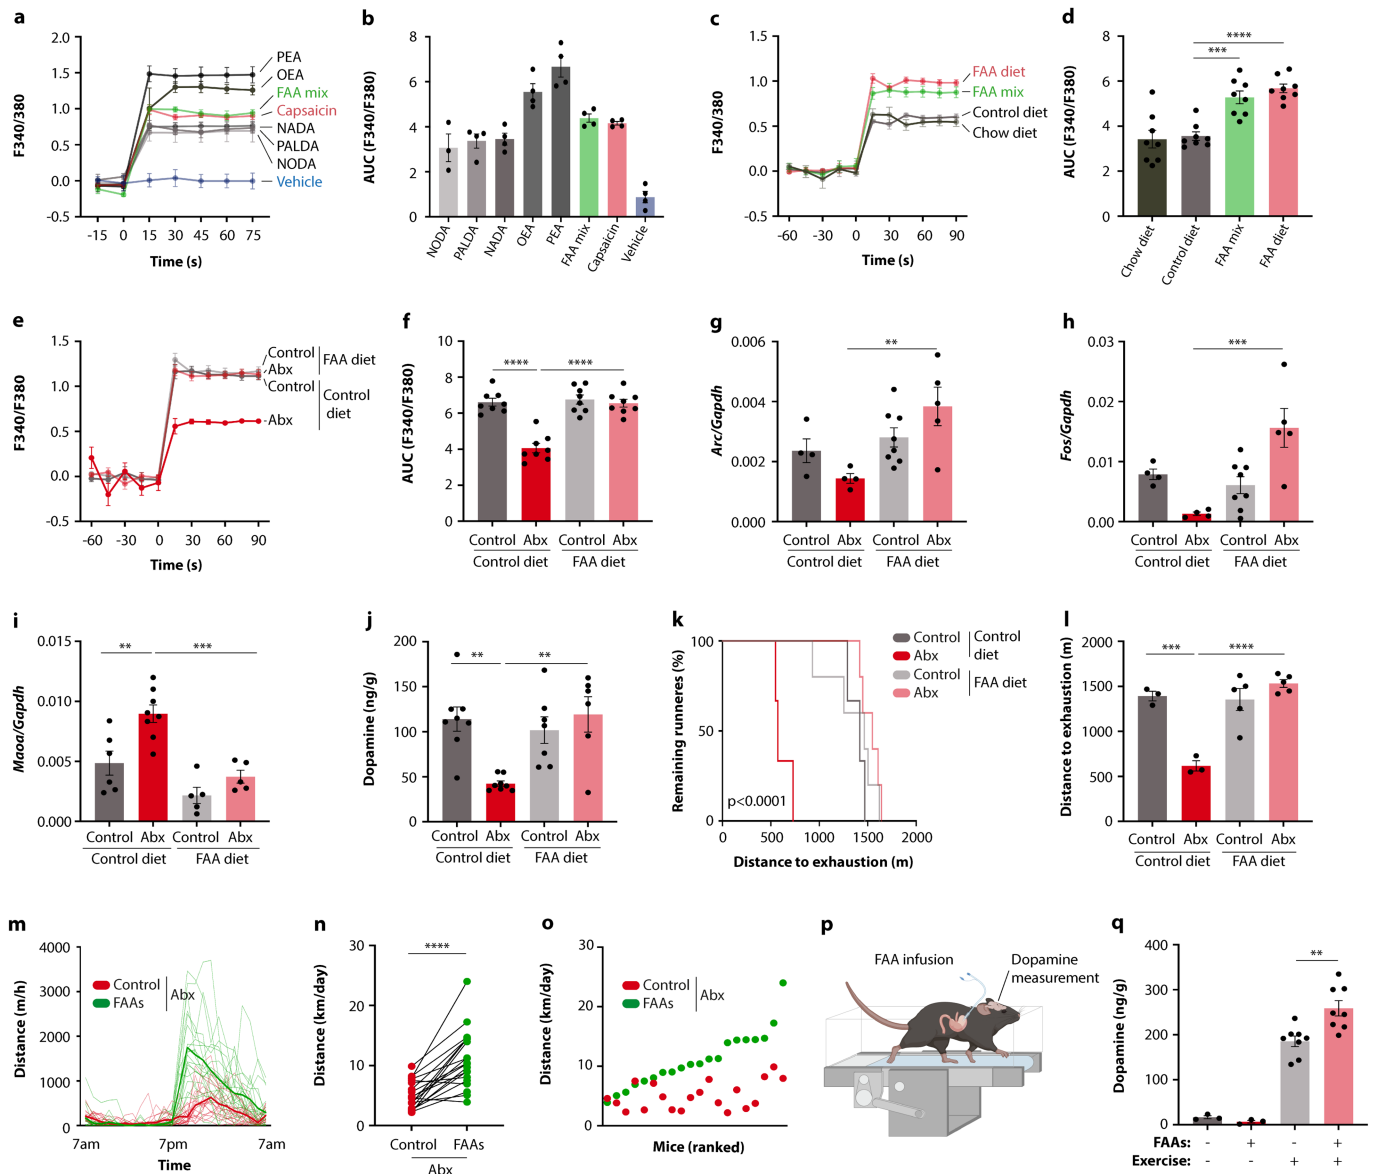 a
F340/380
2.0
1.5
1.0
0.5
0.0
-0.5
-15 0 15 30 45 60 75
Time (s)
PEA
OEA
FAA mix
Capsaicin
NADA
PALDA
NODA
Vehicle
b
AUC (F340/F380)
8
6
4
2
0
NODA
PALDA
NADA
OEA
PEA
FAA mix
Capsaicin
Vehicle
c
F340/380
1.5
1.0
0.5
0.0
-0.5
-60 -30 0 30 60 90
Time (s)
FAA diet
FAA mix
Control diet
Chow diet
d
AUC (F340/F380)
8
6
4
2
0
****
***
Chow diet
Control diet
FAA mix
FAA diet
e
F340/F380
1.5
1.0
0.5
0.0
-0.5
-60 -30 0 30 60 90
Time (s)
Control
Abx
FAA diet
Control
Abx
Control
diet
f
AUC (F340/F380)
10
8
6
4
2
0
**** ****
Control Abx Control Abx
Control diet FAA diet
g
Arc/Gapdh
0.006
0.004
0.002
0.000
**
Control Abx Control Abx
Control diet FAA diet
h
Fos/Gapdh
0.03
0.02
0.01
0.00
***
Control Abx Control Abx
Control diet FAA diet
i
Maoa/Gapdh
0.015
0.010
0.005
0.000
** ***
Control Abx Control Abx
Control diet FAA diet
j
Dopamine (ng/g)
200
150
100
50
0
** **
Control Abx Control Abx
Control diet FAA diet
k
Remaining runneres (%)
100
50
0
p<0.0001
0 500 1000 1500 2000
Distance to exhaustion (m)
Control
Abx
Control
diet
Control
Abx
FAA diet
l
Distance to exhaustion (m)
2000
1500
1000
500
0
*** ****
Control Abx Control Abx
Control diet FAA diet
m
Distance (m/h)
4000
3000
2000
1000
0
Control
FAAs
Abx
7am 7pm 7am
Time
n
Distance (km/day)
30
20
10
0
****
Control FAAs
Abx
o
Distance (km/day)
30
20
10
0
Control
FAAs
Abx
Mice (ranked)
p
FAA infusion
Dopamine
measurement
q
Dopamine (ng/g)
400
300
200
100
0
**
FAAs: - + - +
Exercise: - - + +